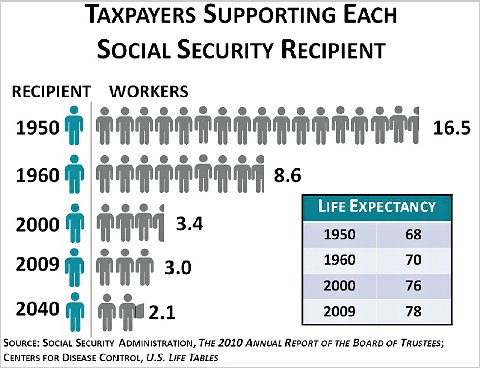 TAXPAYERS SUPPORTING EACH
SOCIAL SECURITY RECIPIENT
RECIPIENT WORKERS
1950 16.5
1960 8.6
2000 3.4
2009 3.0
2040 2.1
LIFE EXPECTANCY
1950 68
1960 70
2000 76
2009 78
SOURCE: SOCIAL SECURITY ADMINISTRATION, THE 2010 ANNUAL REPORT OF THE BOARD OF TRUSTEES;
CENTERS FOR DISEASE CONTROL, U.S. LIFE TABLES